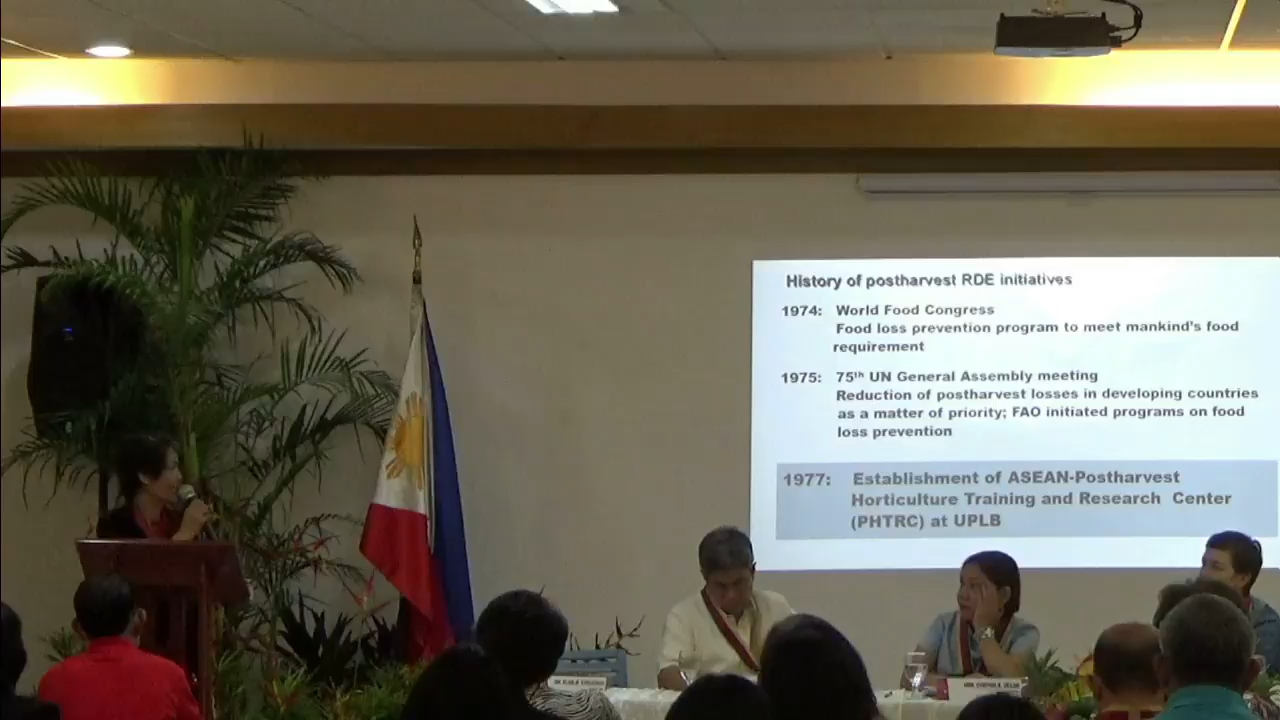 History of postharvest RDE initiatives
1974: World Food Congress
Food loss prevention program to meet mankind's food
requirement
1975: 75th UN General Assembly meeting
Reduction of postharvest losses in developing countries
as a matter of priority; FAO initiated programs on food
loss prevention
1977: Establishment of ASEAN-Postharvest
Horticulture Training and Research Center
(PHTRC) at UPLB